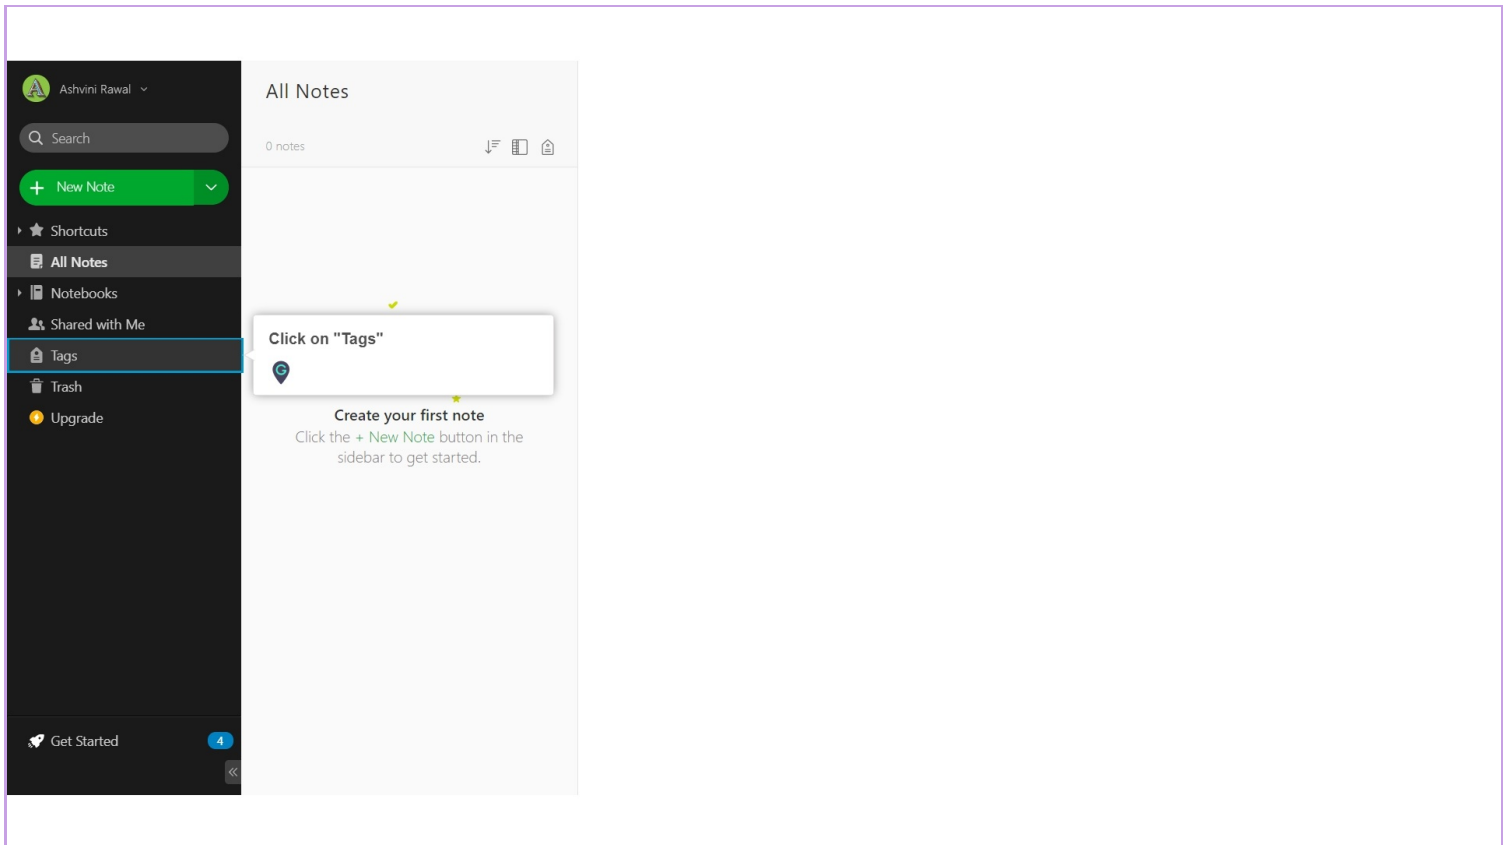 Ashvini Rawal
Search
New Note
Shortcuts
All Notes
Notebooks
Shared with Me
Tags
Trash
Upgrade
Get Started
4
All Notes
0 notes
Click on "Tags"
G
Create your first note
Click the + New Note button in the
sidebar to get started.